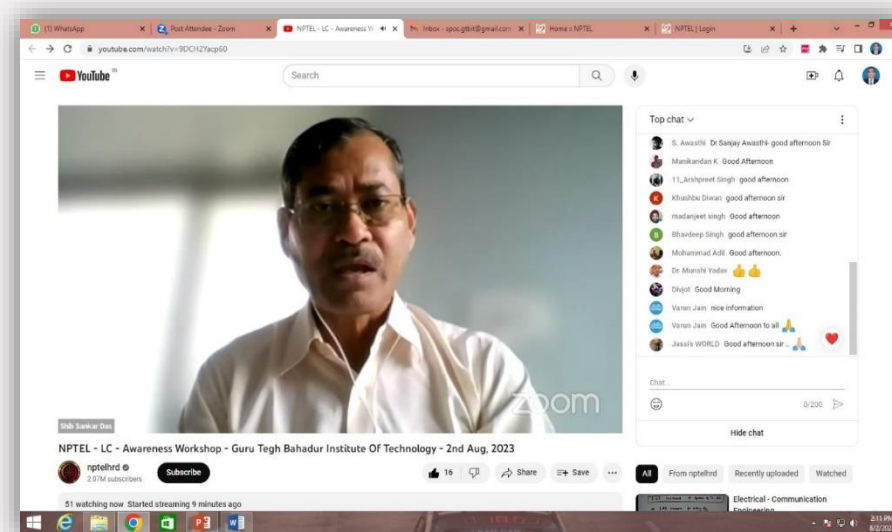 (1) WhatsApp
Post Attendee - Zoom
NPTEL - LC - Awareness W
Inbox - spoc.gtbit@gmail.com
Home :: NPTEL
NPTEL | Login
youtube.com/watch?v=9DCH2Yacp60
YouTube IN
Search
Top chat
S. Awasthi Dr.Sanjay Awasthi- good afternoon Sir
Manikandan K Good Afternoon
11_Arshpreet Singh good afternoon
Khushbu Diwan good afternoon sir
madanjeet singh Good afternoon
Bhavdeep Singh good afternoon sir
Mohammad Adil Good afternoon.
Dr. Munshi Yadav 👍👍
Divjot Good Morning
Varun Jain nice information
Varun Jain Good Afternoon to all 🙏
Jassi's WORLD Good afternoon sir .. 🙏
Chat...
0/200
Hide chat
zoom
Shib Sankar Das
NPTEL - LC - Awareness Workshop - Guru Tegh Bahadur Institute Of Technology - 2nd Aug, 2023
nptelhrd
2.07M subscribers
Subscribe
16
Share
Save
All
From nptelhrd
Recently uploaded
Watched
51 watching now Started streaming 9 minutes ago
Electrical - Communication
Engineering
2:13 PM